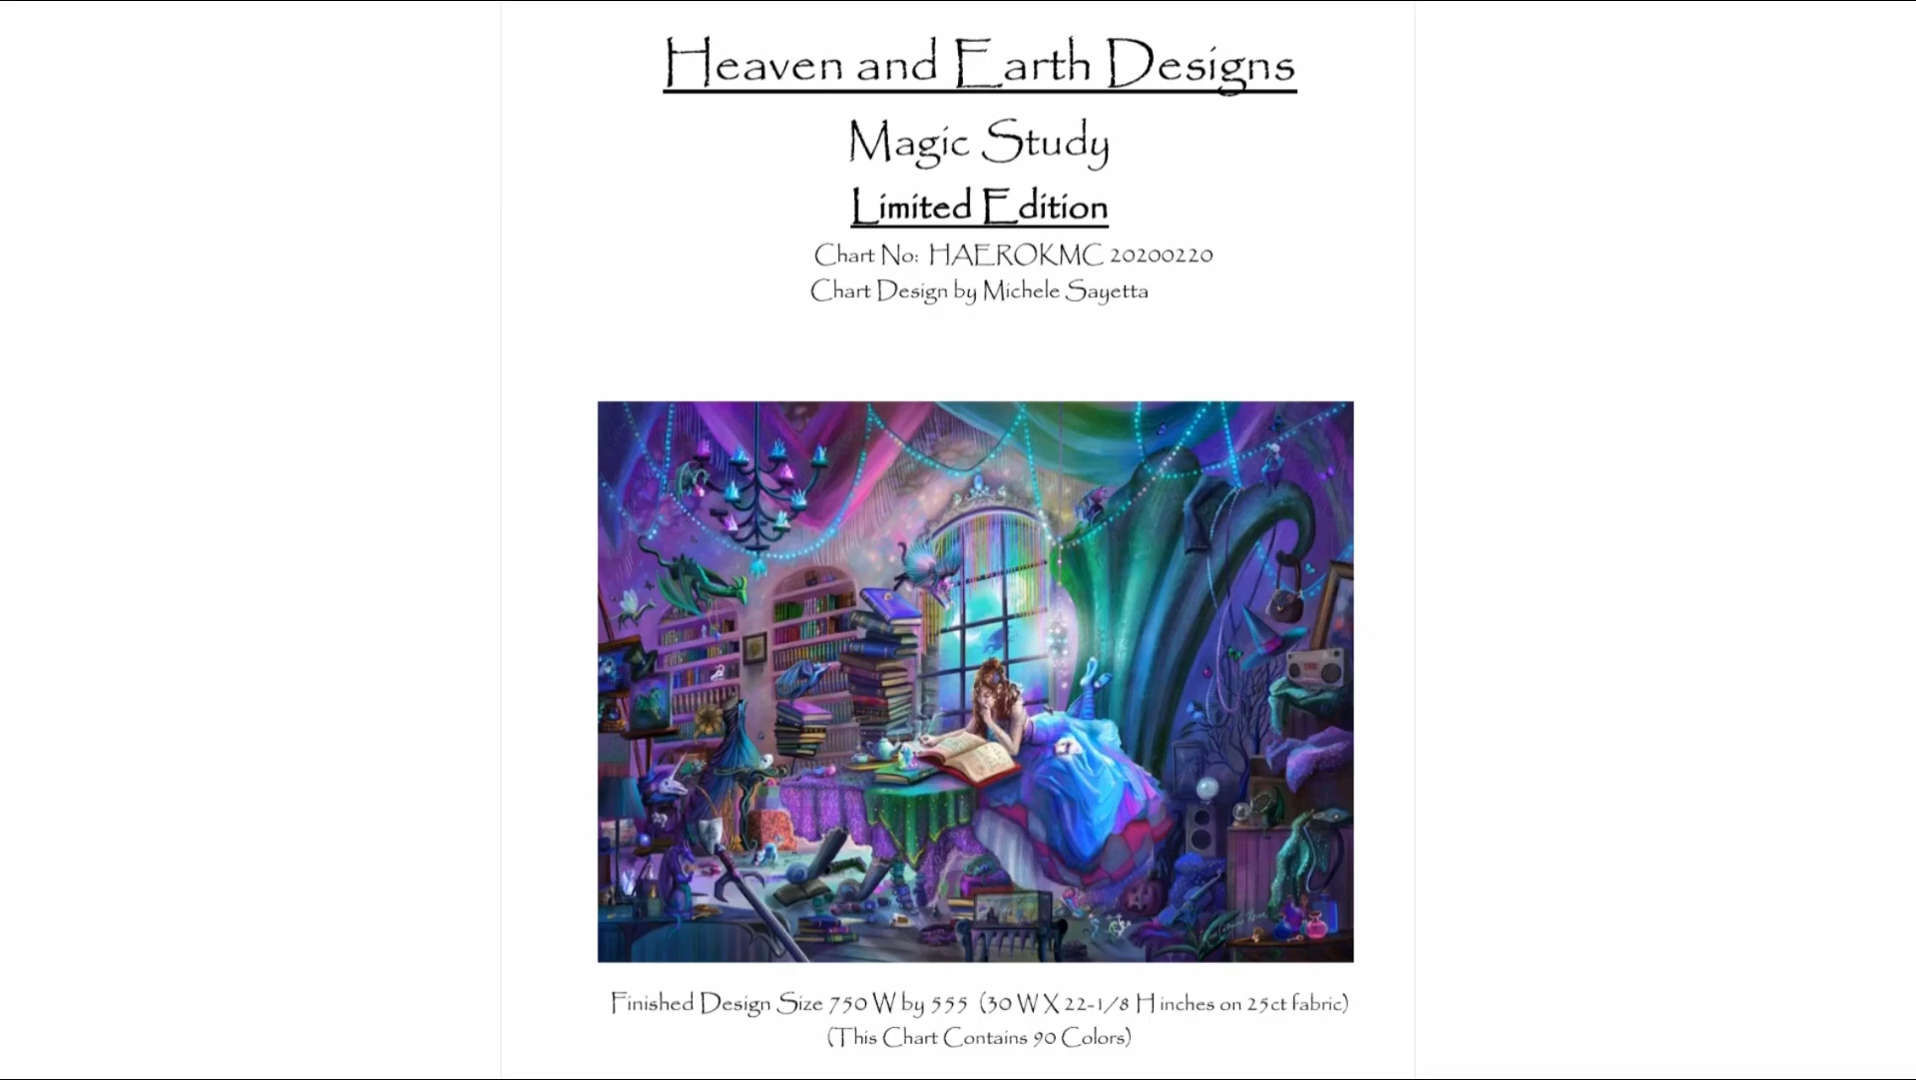 Heaven and Earth Designs
Magic Study
Limited Edition
Chart No: HAEROKMC 20200220
Chart Design by Michele Sayetta
Finished Design Size 750 W by 555 (30 W X 22-1/8 H inches on 25ct fabric)
(This Chart Contains 90 Colors)